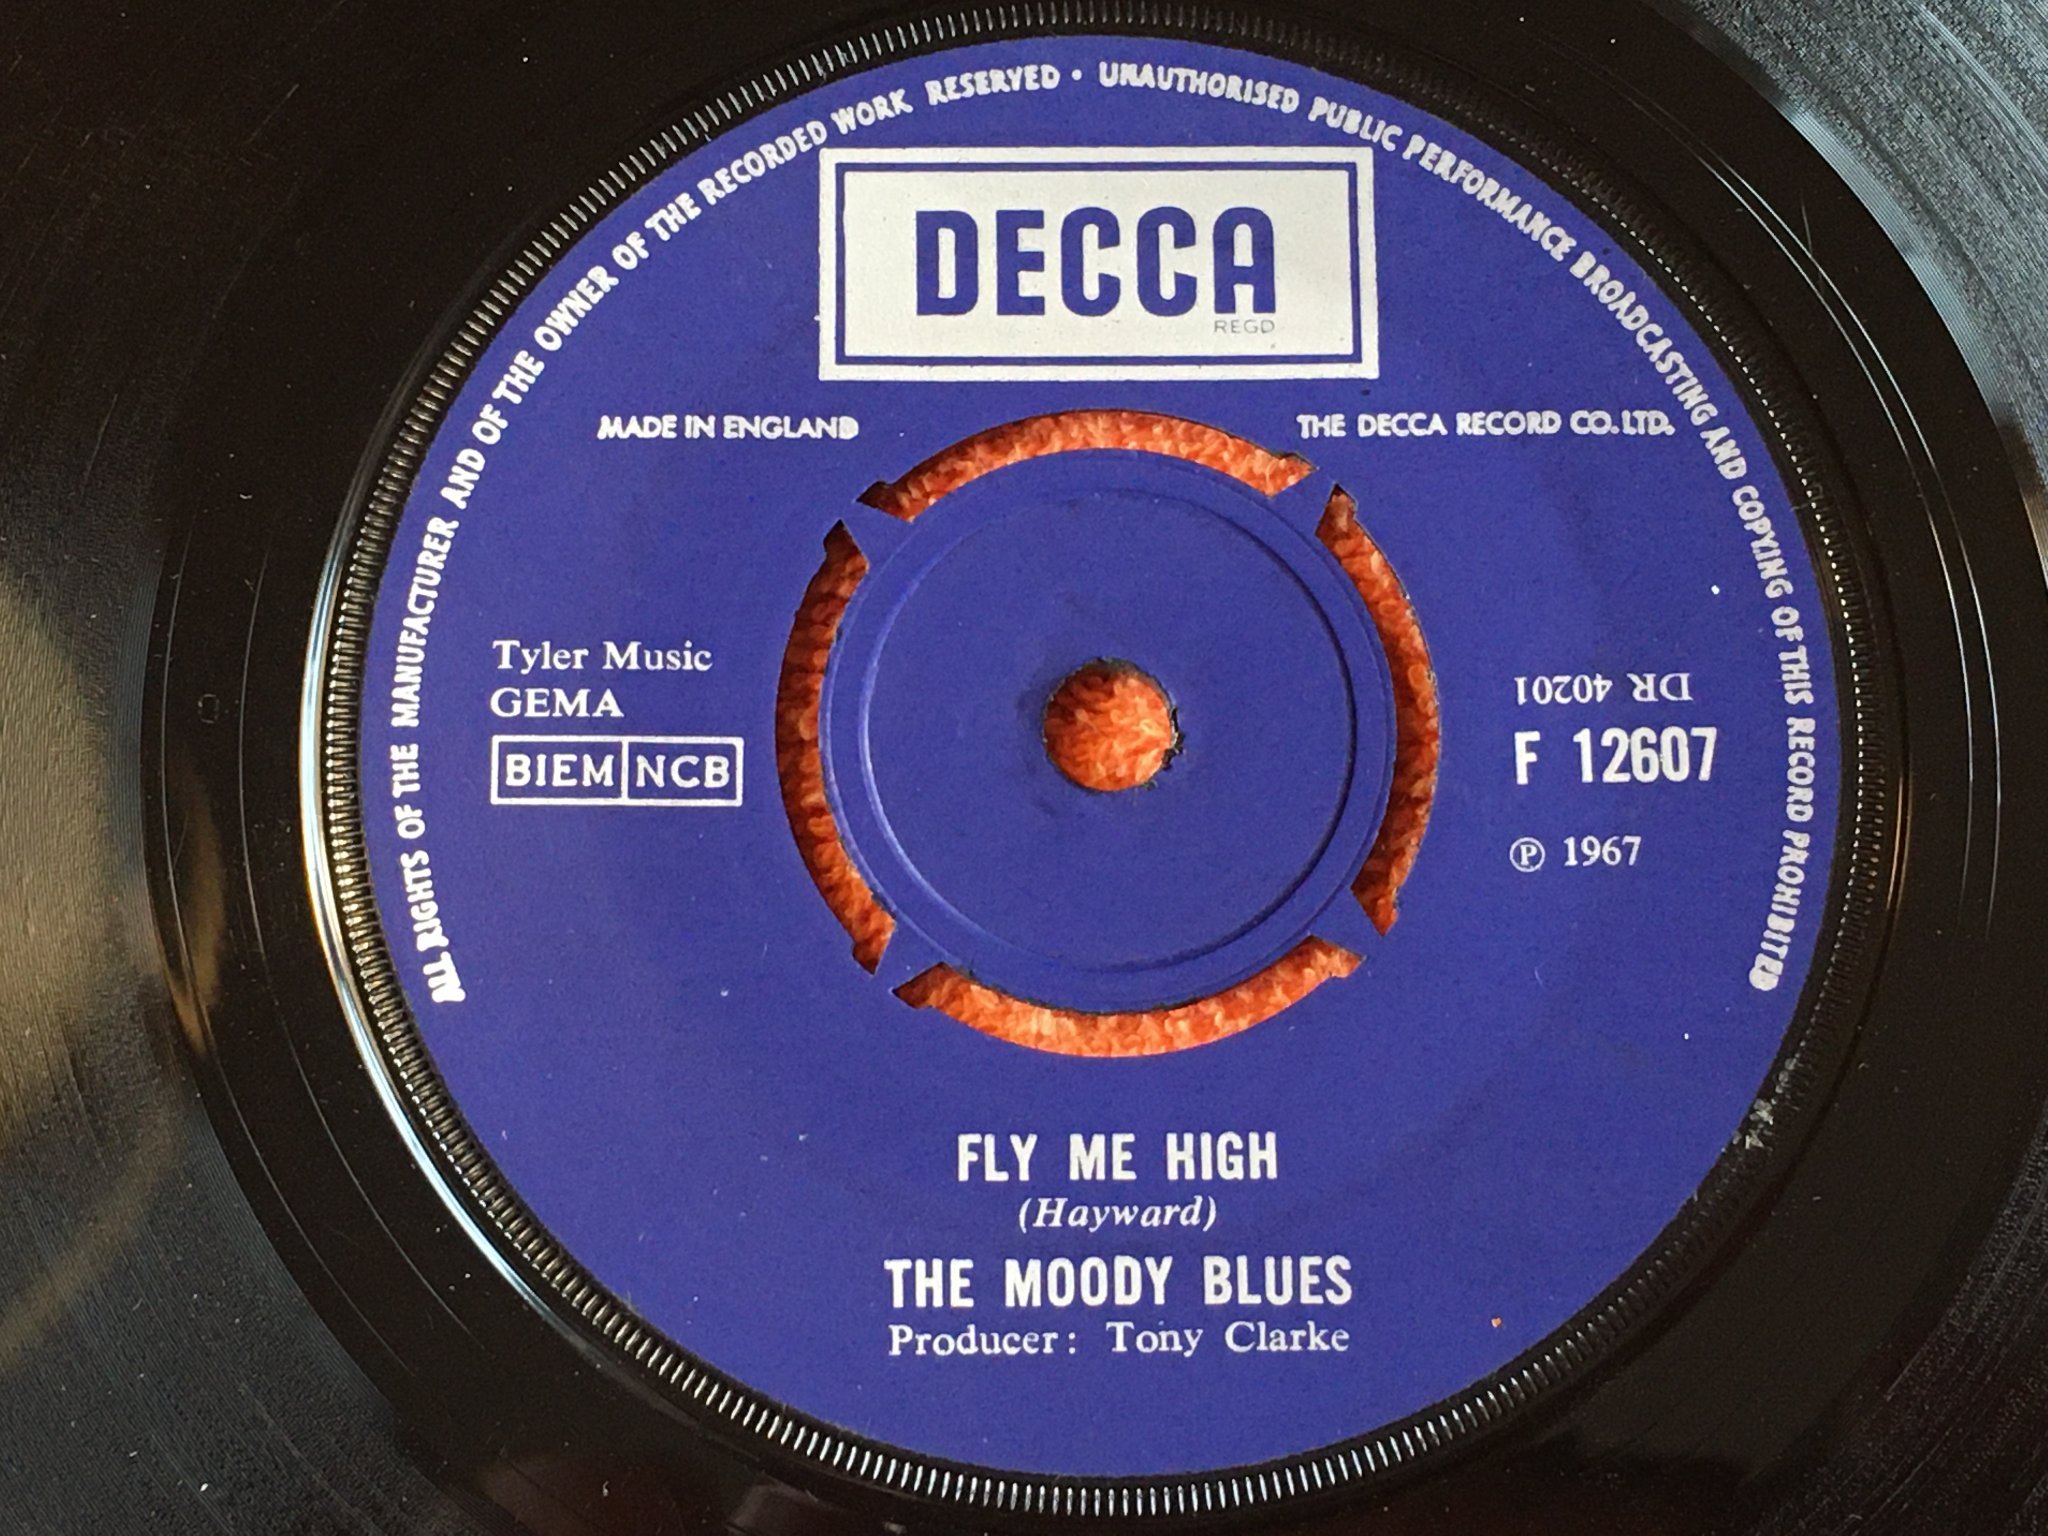 ALL RIGHTS OF THE MANUFACTURER AND OF THE OWNER OF THE RECORDED WORK RESERVED • UNAUTHORISED PUBLIC PERFORMANCE BROADCASTING AND COPYING OF THIS RECORD PROHIBITED
DECCA
REGD
MADE IN ENGLAND
THE DECCA RECORD CO. LTD.
Tyler Music
GEMA
BIEM NCB
DR 40201
F 12607
℗ 1967
FLY ME HIGH
(Hayward)
THE MOODY BLUES
Producer: Tony Clarke